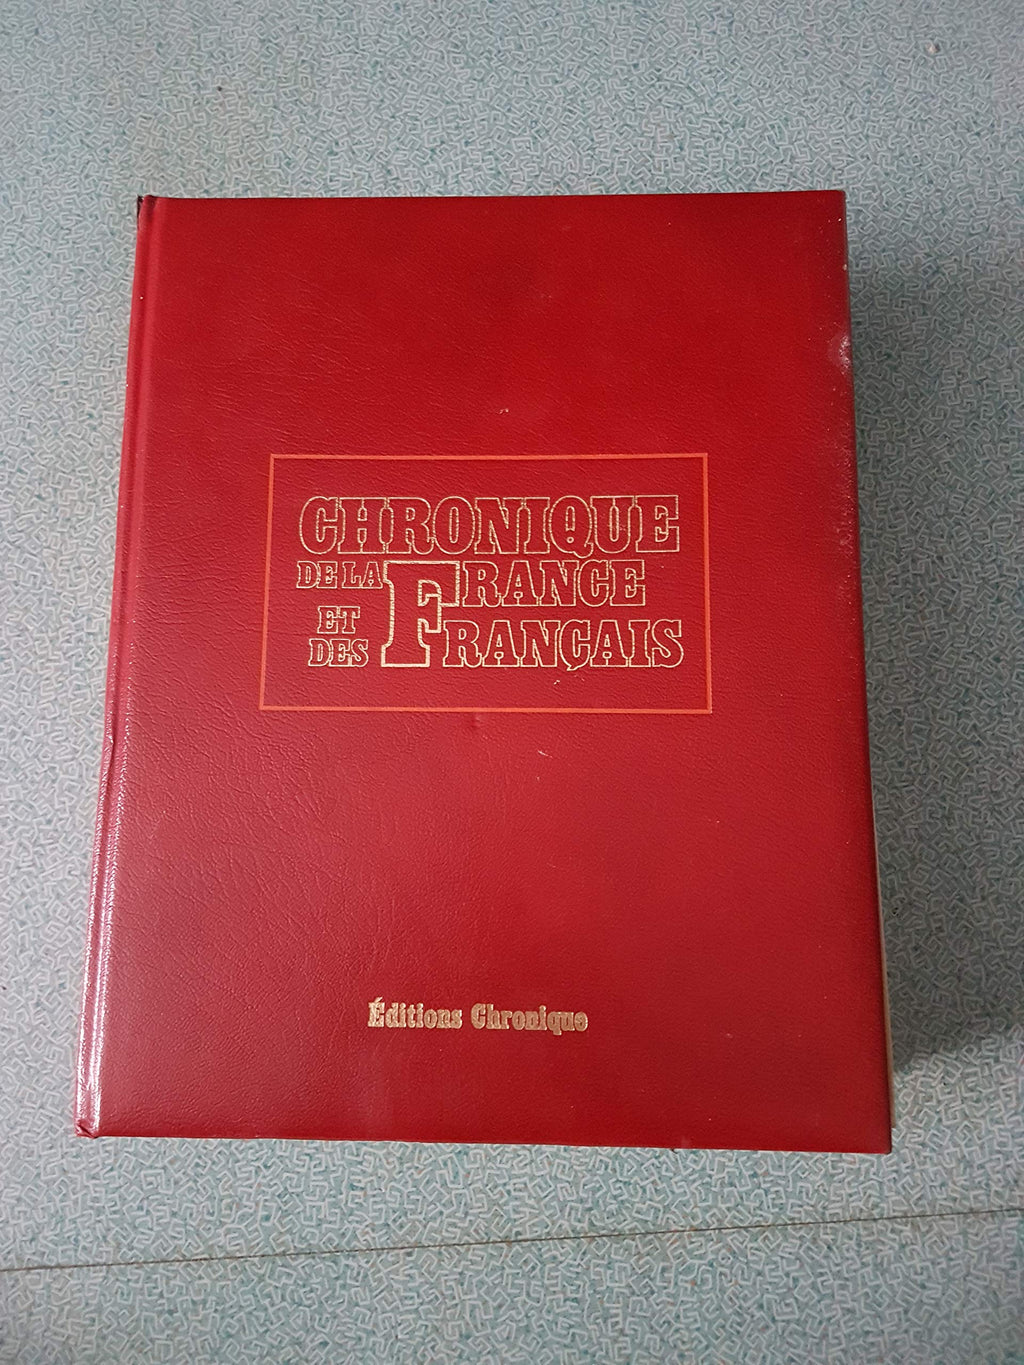 CHRONIQUE
DE LA FRANCE
ET
DES FRANÇAIS
Éditions Chronique